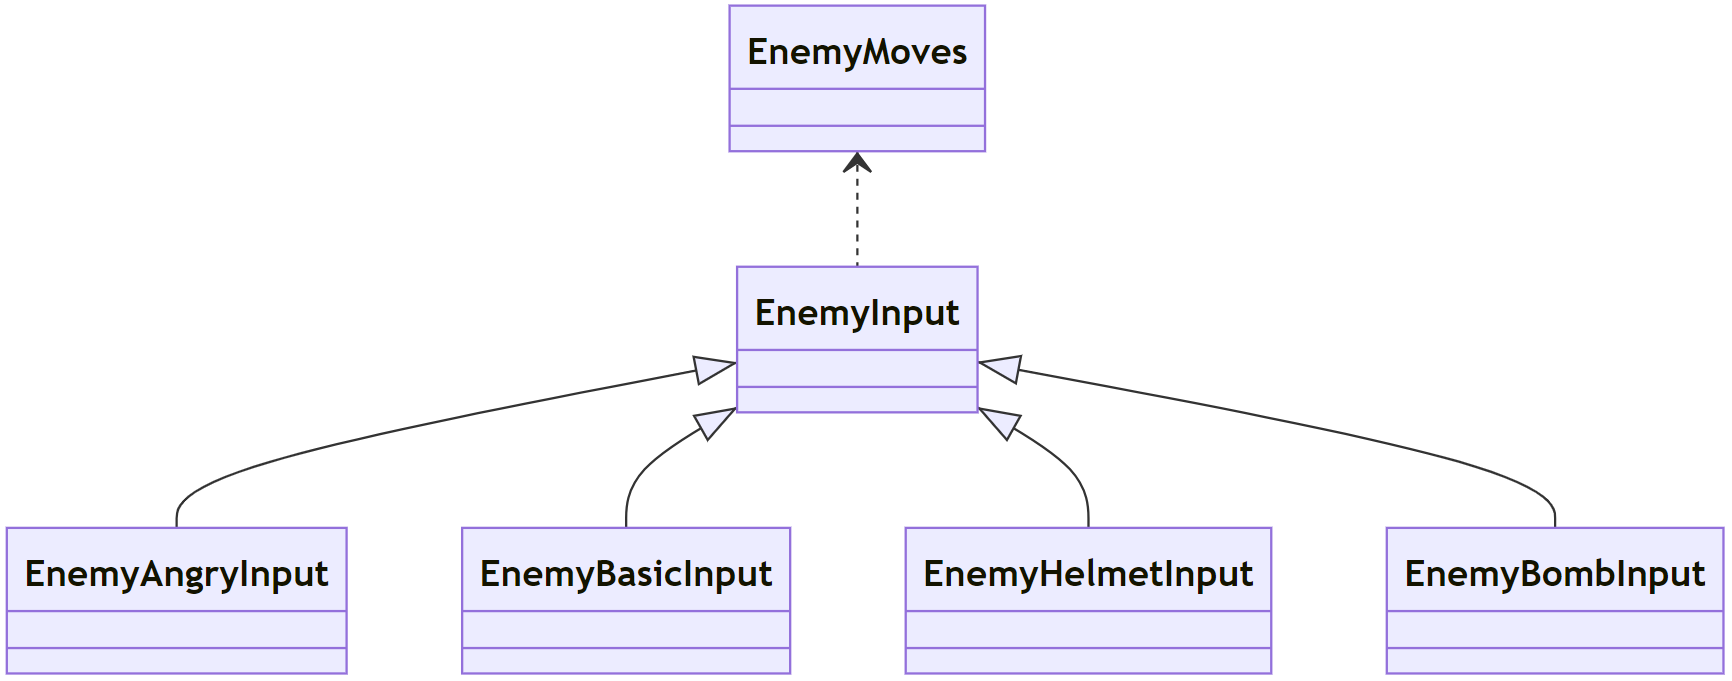 EnemyMoves
EnemyInput
EnemyAngryInput
EnemyBasicInput
EnemyHelmetInput
EnemyBombInput